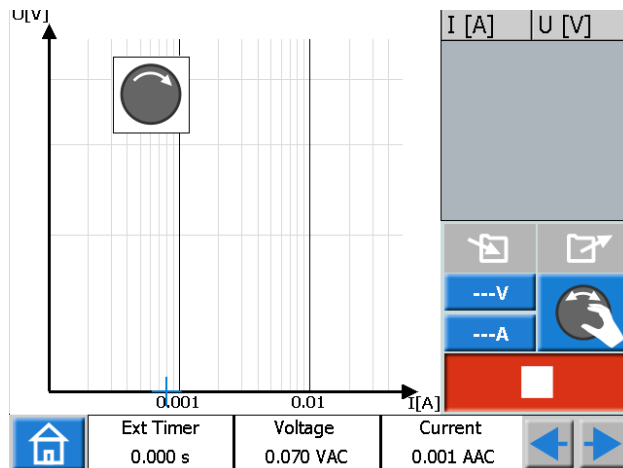 U[V]
I [A] U [V]
---V
---A
0.001 0.01 I[A]
Ext Timer Voltage Current
0.000 s 0.070 VAC 0.001 AAC